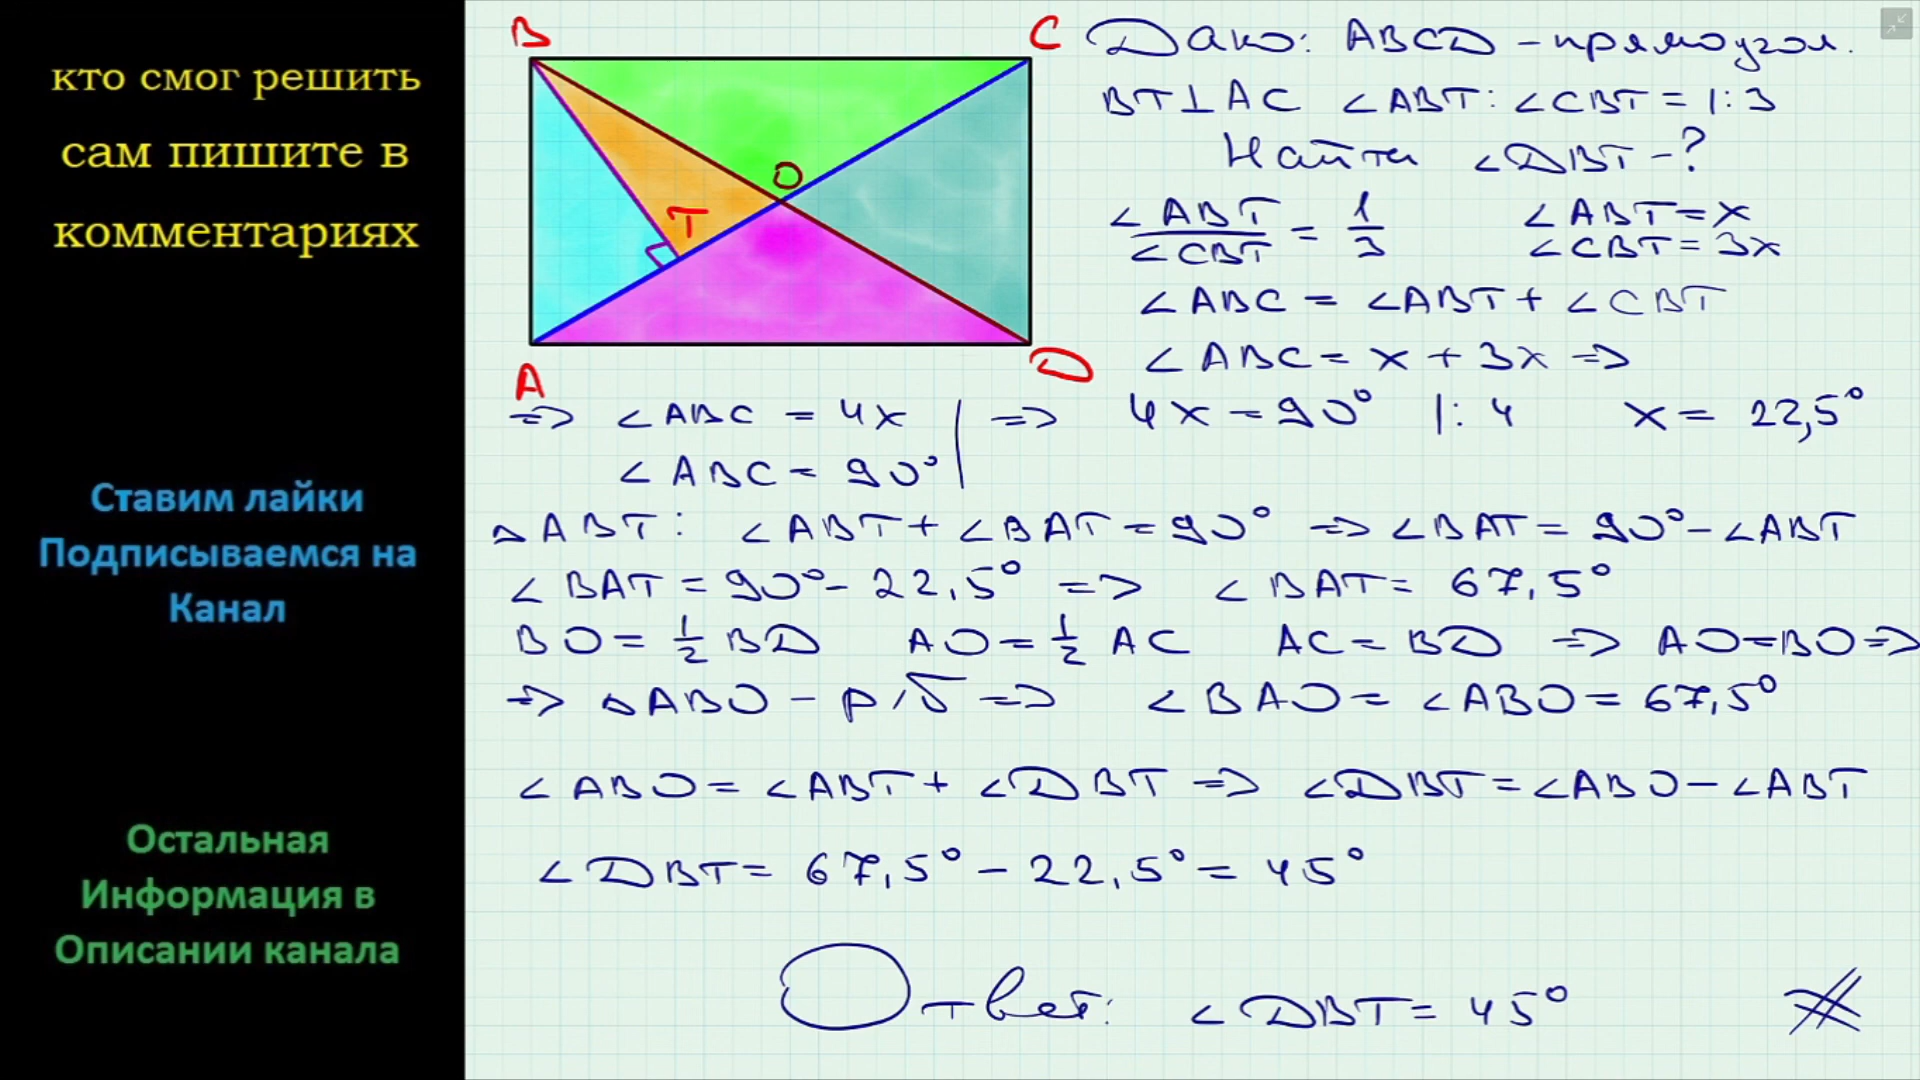 кто смог решить
сам пишите в
комментариях
Ставим лайки
Подписываемся на
Канал
Остальная
Информация в
Описании канала
B
C
O
T
A
D
Дано: ABCD – прямоугол.
BT⊥AC ∠ABT:∠CBT = 1:3
Найти ∠DBT – ?
∠ABT/∠CBT = 1/3 ∠ABT = x
∠CBT = 3x
∠ABC = ∠ABT + ∠CBT
∠ABC = x + 3x =>
=> ∠ABC = 4x | => 4x = 90° |:4 x = 22,5°
∠ABC = 90°
△ABT: ∠ABT + ∠BAT = 90° => ∠BAT = 90° – ∠ABT
∠BAT = 90° – 22,5° => ∠BAT = 67,5°
BO = 1/2 BD AO = 1/2 AC AC = BD => AO = BO =>
=> △ABO – р/б => ∠BAO = ∠ABO = 67,5°
∠ABO = ∠ABT + ∠DBT => ∠DBT = ∠ABO – ∠ABT
∠DBT = 67,5° – 22,5° = 45°
Ответ: ∠DBT = 45°